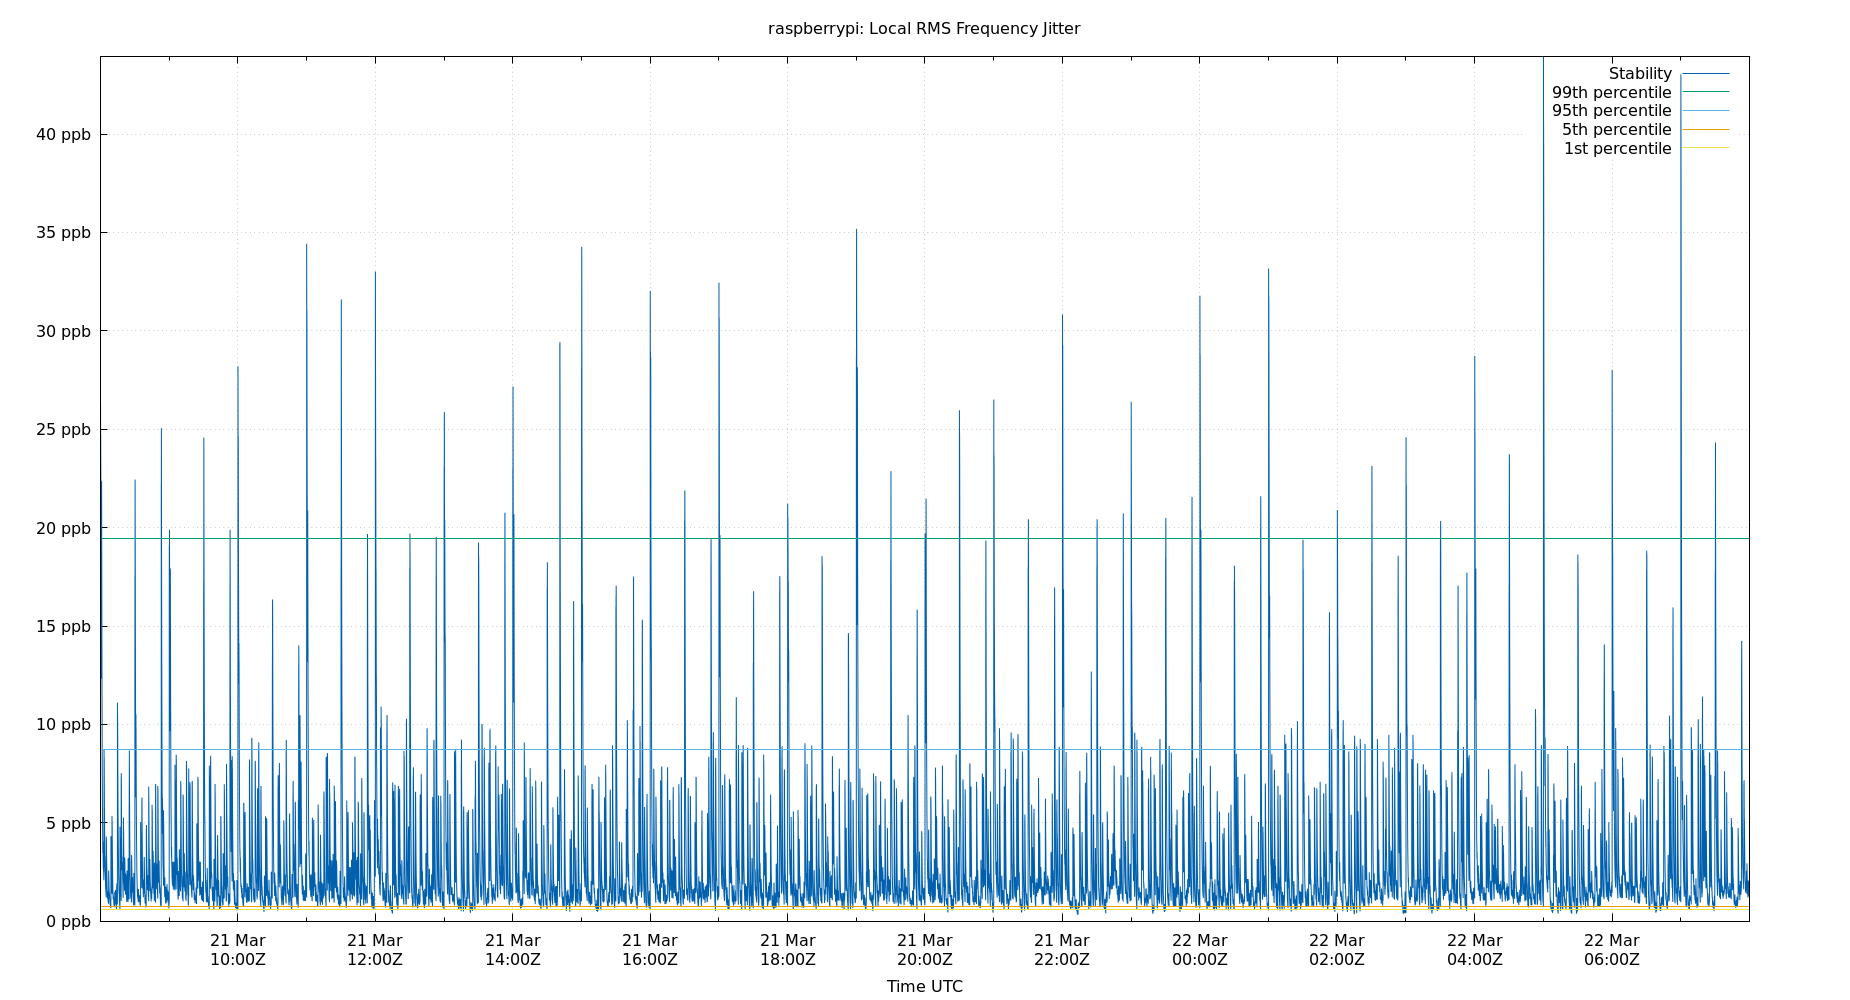 raspberrypi: Local RMS Frequency Jitter
Stability
99th percentile
95th percentile
5th percentile
1st percentile
40 ppb
35 ppb
30 ppb
25 ppb
20 ppb
15 ppb
10 ppb
5 ppb
0 ppb
21 Mar 21 Mar 21 Mar 21 Mar 21 Mar 21 Mar 21 Mar 22 Mar 22 Mar 22 Mar 22 Mar
10:00Z 12:00Z 14:00Z 16:00Z 18:00Z 20:00Z 22:00Z 00:00Z 02:00Z 04:00Z 06:00Z
Time UTC